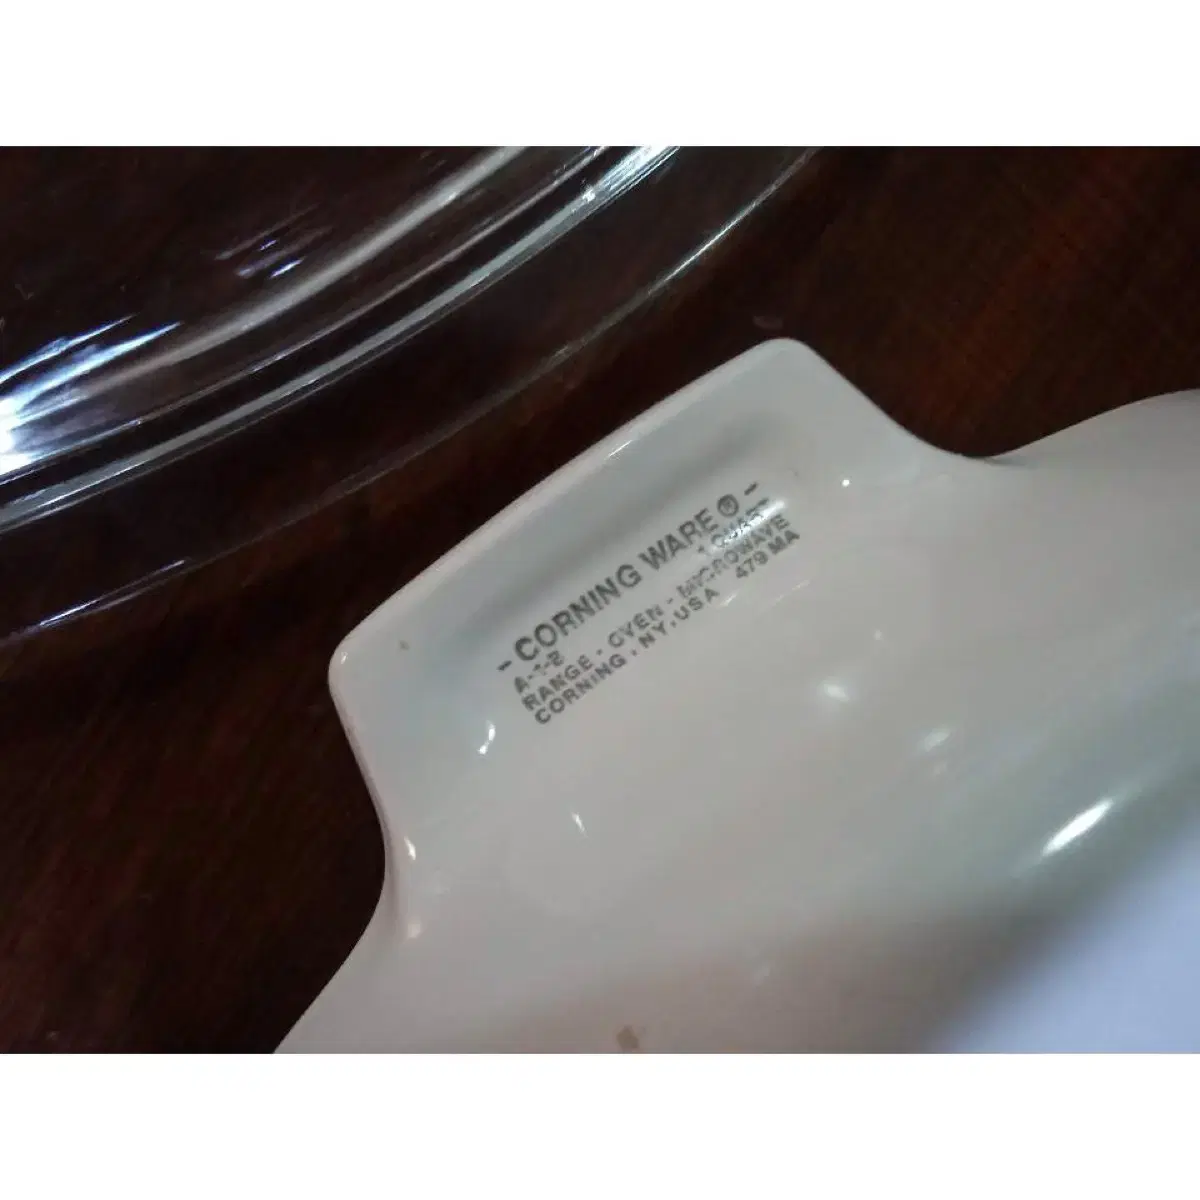 - CORNING WARE ® -
A-1-B 1 QUART
RANGE - OVEN - MICROWAVE
CORNING, NY, USA 479 MA